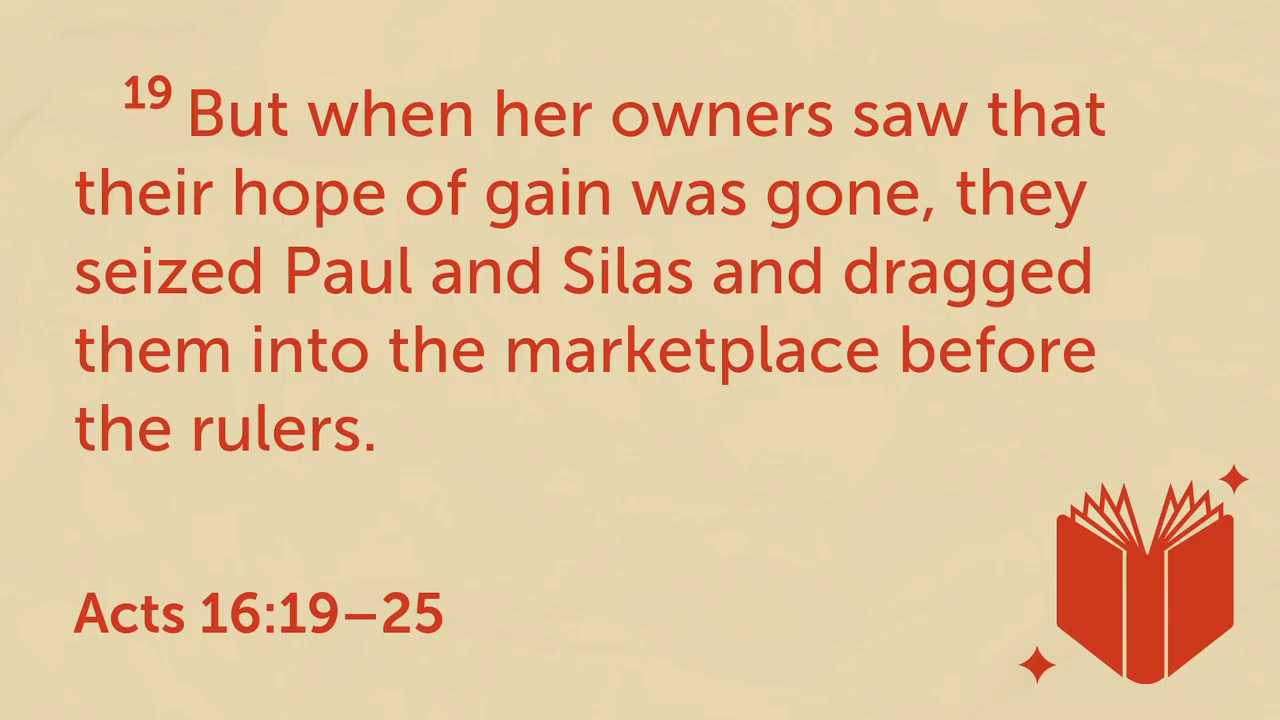 19 But when her owners saw that
their hope of gain was gone, they
seized Paul and Silas and dragged
them into the marketplace before
the rulers.
Acts 16:19–25